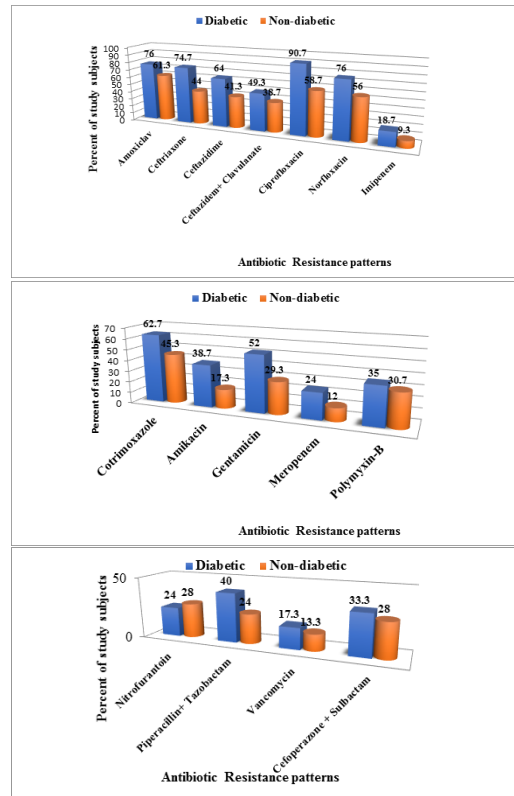 Diabetic Non-diabetic
Percent of study subjects
100
90
80
70
60
50
40
30
20
10
0
76 61.3 74.7 44 64 41.3 49.3 38.7 90.7 58.7 76 56 18.7 9.3
Amoxiclav
Ceftriaxone
Ceftazidime
Ceftazidem+ Clavulanate
Ciprofloxacin
Norfloxacin
Imipenem
Antibiotic Resistance patterns
Diabetic Non-diabetic
Percent of study subjects
70
60
50
40
30
20
10
0
62.7 45.3 38.7 17.3 52 29.3 24 12 35 30.7
Cotrimoxazole
Amikacin
Gentamicin
Meropenem
Polymyxin-B
Antibiotic Resistance patterns
Diabetic Non-diabetic
Percent of study subjects
50
0
24 28 40 24 17.3 13.3 33.3 28
Nitrofurantoin
Piperacillin+ Tazobactam
Vancomycin
Cefoperazone + Sulbactam
Antibiotic Resistance patterns